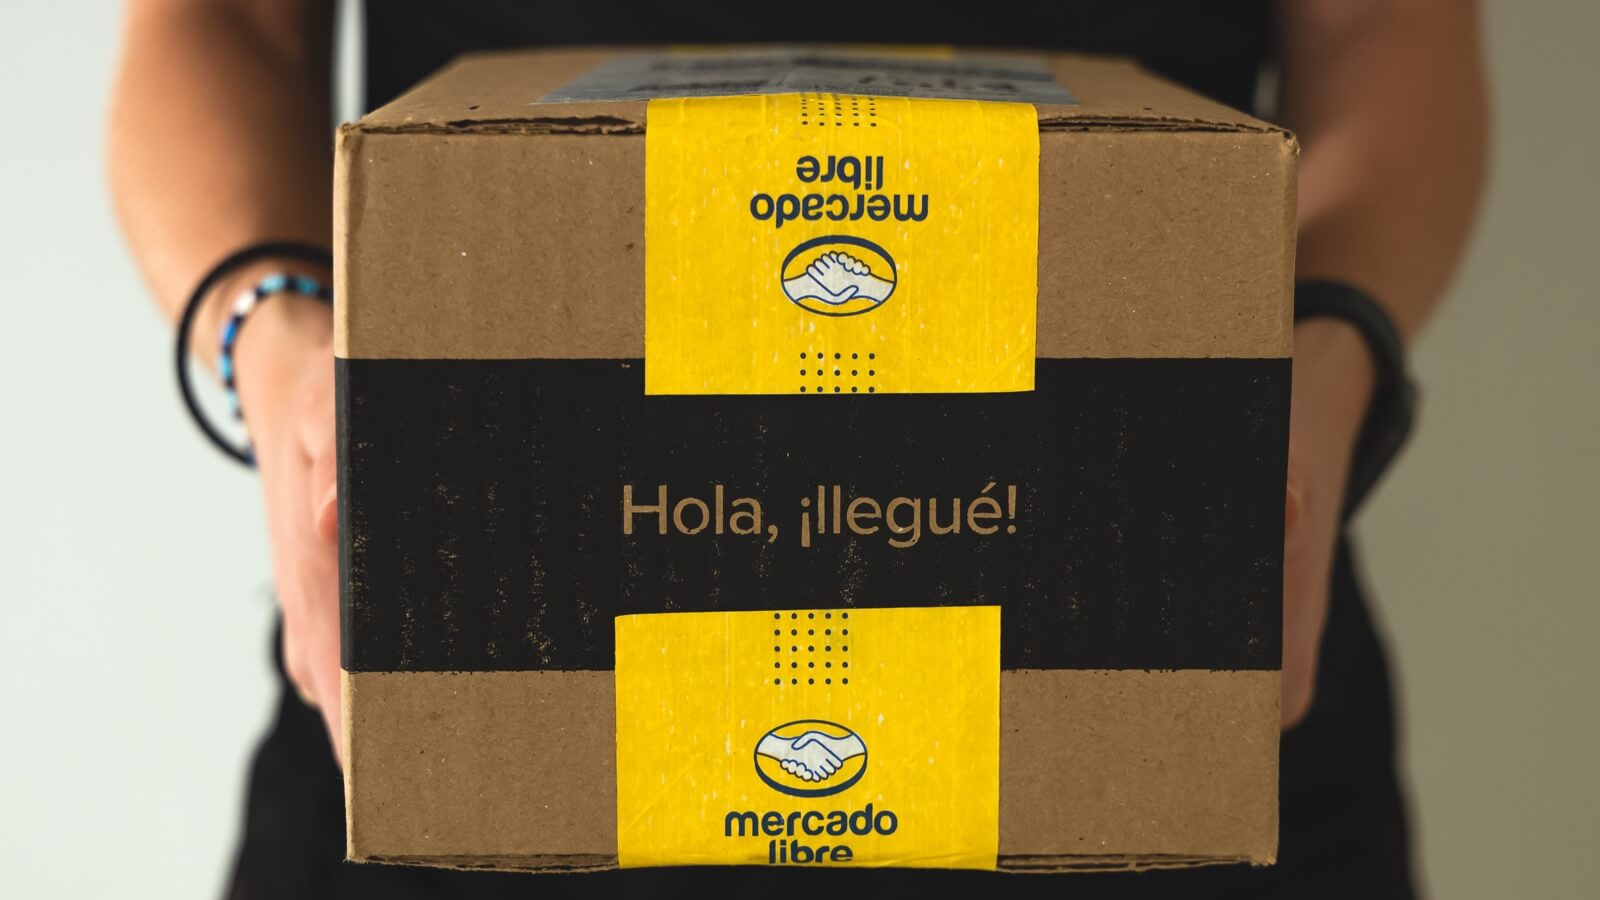 mercado
libre
Hola, ¡llegué!
mercado
libre